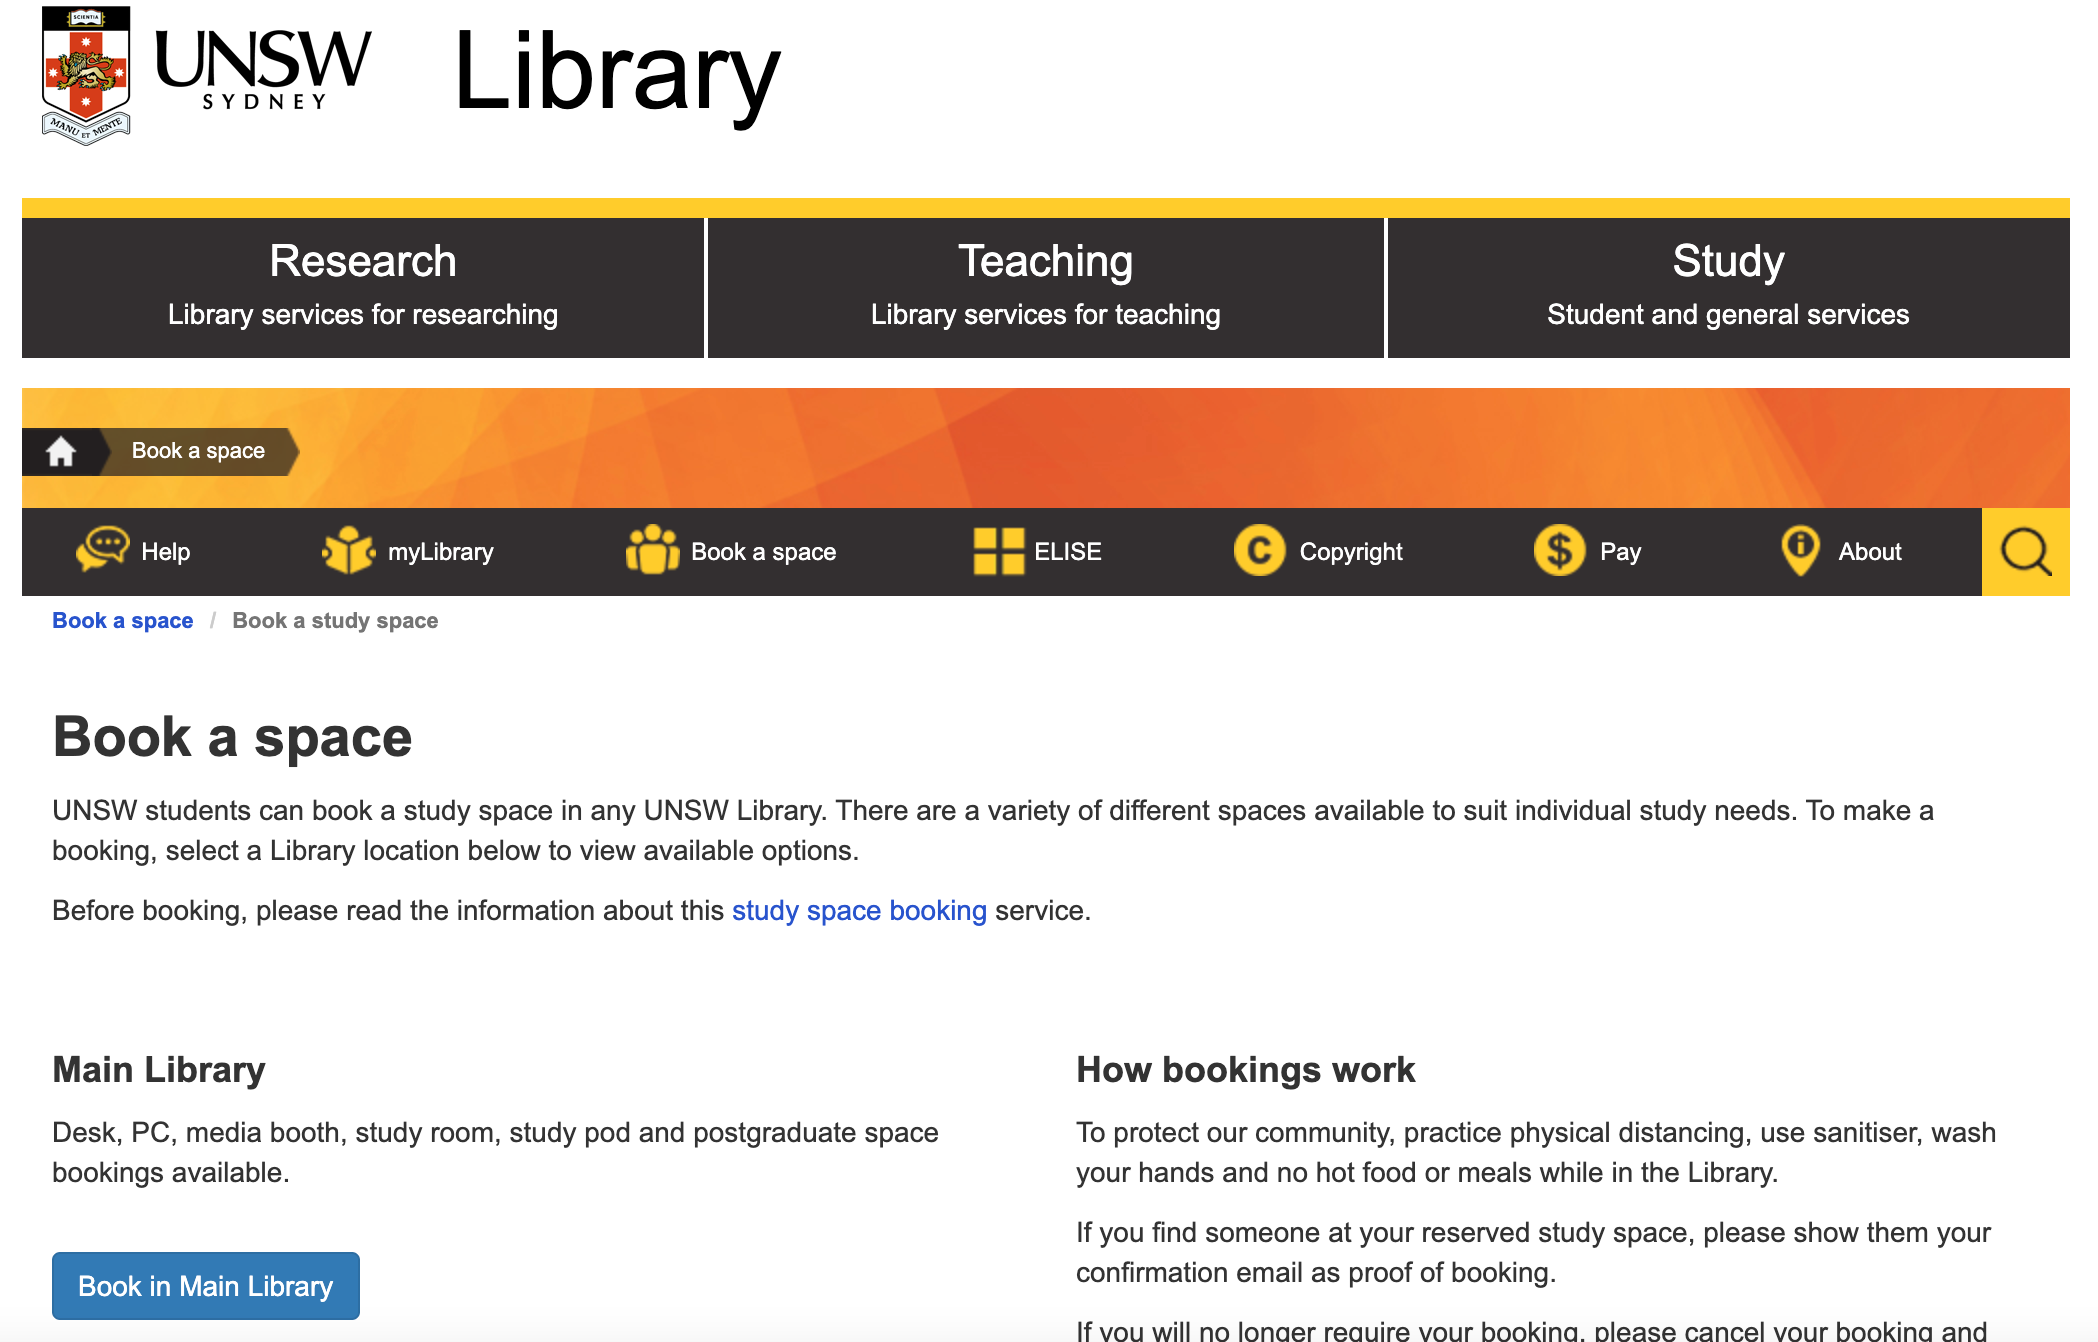 SCIENTIA
MANU ET MENTE
UNSW
SYDNEY
Library
Research
Library services for researching
Teaching
Library services for teaching
Study
Student and general services
Book a space
Help
myLibrary
Book a space
ELISE
Copyright
Pay
About
Book a space / Book a study space
Book a space
UNSW students can book a study space in any UNSW Library. There are a variety of different spaces available to suit individual study needs. To make a
booking, select a Library location below to view available options.
Before booking, please read the information about this study space booking service.
Main Library
Desk, PC, media booth, study room, study pod and postgraduate space
bookings available.
Book in Main Library
How bookings work
To protect our community, practice physical distancing, use sanitiser, wash
your hands and no hot food or meals while in the Library.
If you find someone at your reserved study space, please show them your
confirmation email as proof of booking.
If you will no longer require your booking, please cancel your booking and